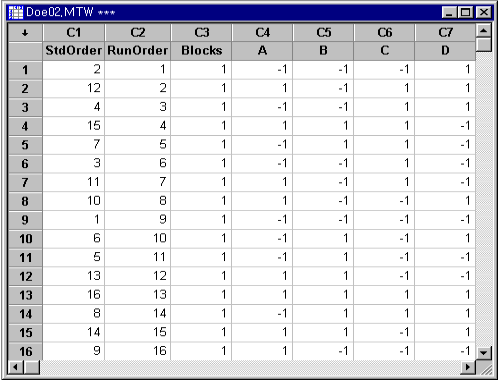 Doe02.MTW ***
↓ C1 C2 C3 C4 C5 C6 C7
StdOrder RunOrder Blocks A B C D
1 2 1 1 -1 -1 -1 1
2 12 2 1 1 -1 1 1
3 4 3 1 -1 -1 1 1
4 15 4 1 1 1 1 -1
5 7 5 1 -1 1 1 -1
6 3 6 1 -1 -1 1 -1
7 11 7 1 1 -1 1 -1
8 10 8 1 1 -1 -1 1
9 1 9 1 -1 -1 -1 -1
10 6 10 1 -1 1 -1 1
11 5 11 1 -1 1 -1 -1
12 13 12 1 1 1 -1 -1
13 16 13 1 1 1 1 1
14 8 14 1 -1 1 1 1
15 14 15 1 1 1 -1 1
16 9 16 1 1 -1 -1 -1